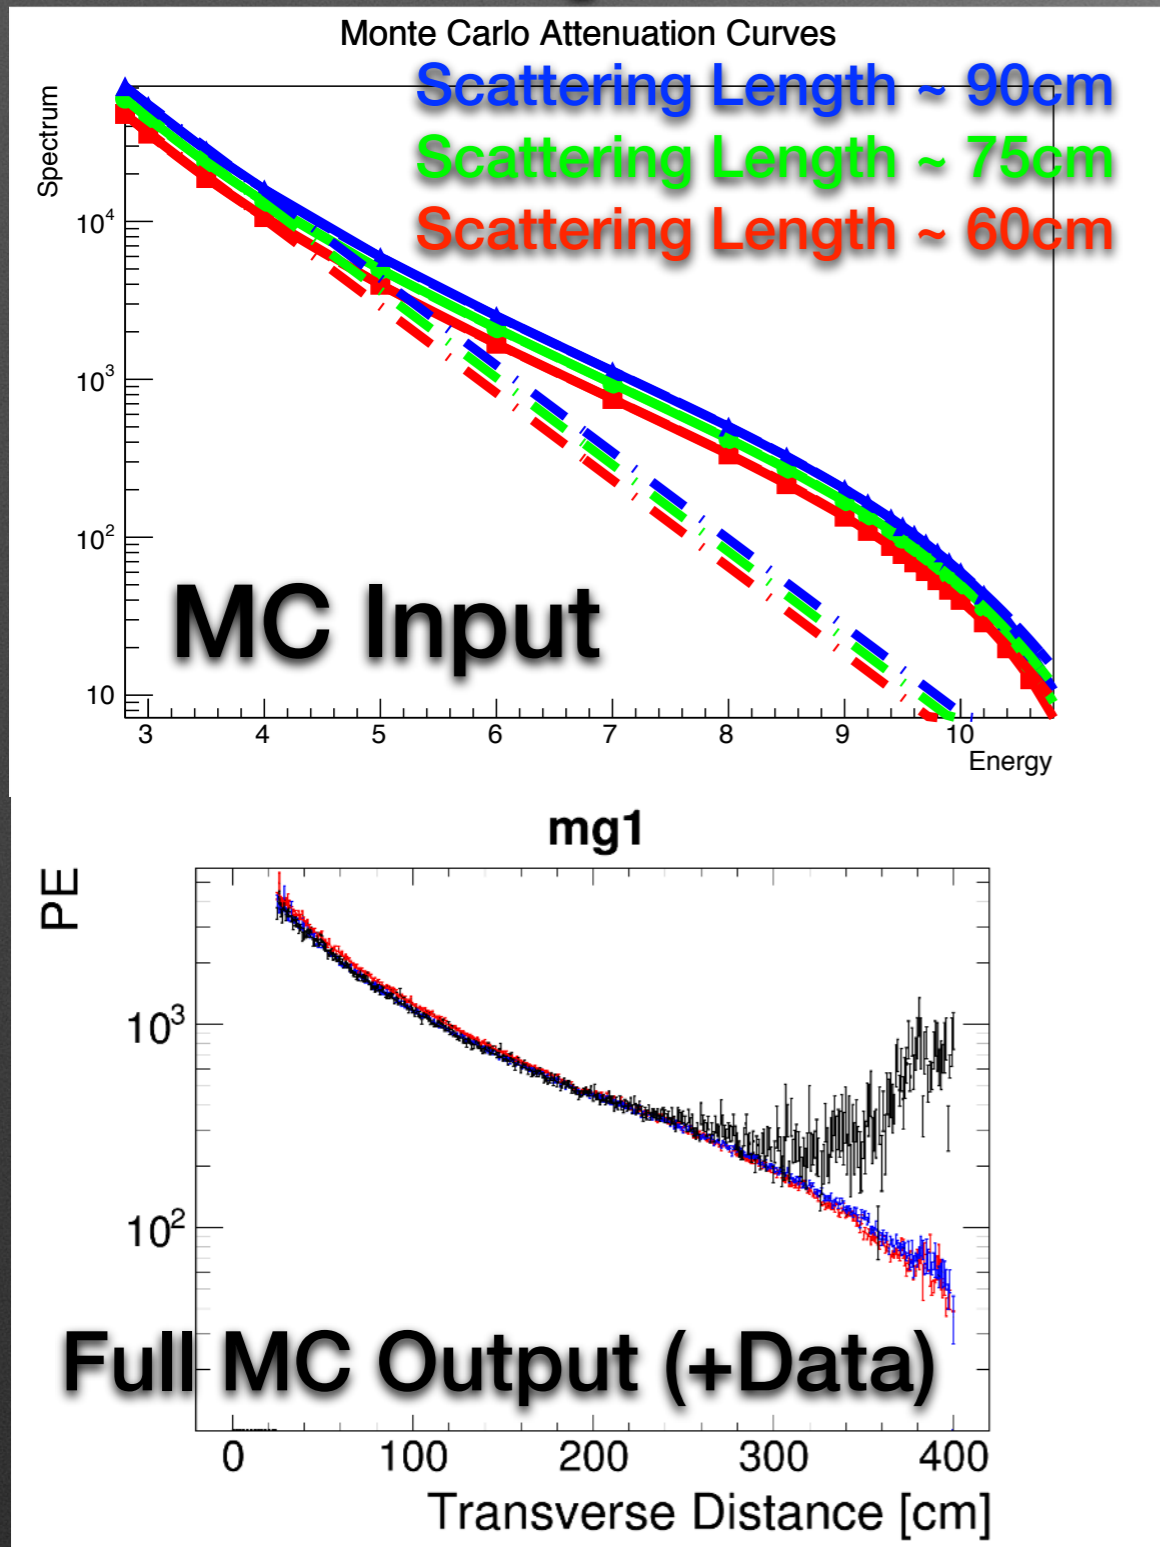 Monte Carlo Attenuation Curves
Scattering Length ~ 90cm
Scattering Length ~ 75cm
Scattering Length ~ 60cm
Spectrum
10⁴
10³
10²
10
MC Input
3 4 5 6 7 8 9 10
Energy
mg1
PE
10³
10²
Full MC Output (+Data)
0 100 200 300 400
Transverse Distance [cm]